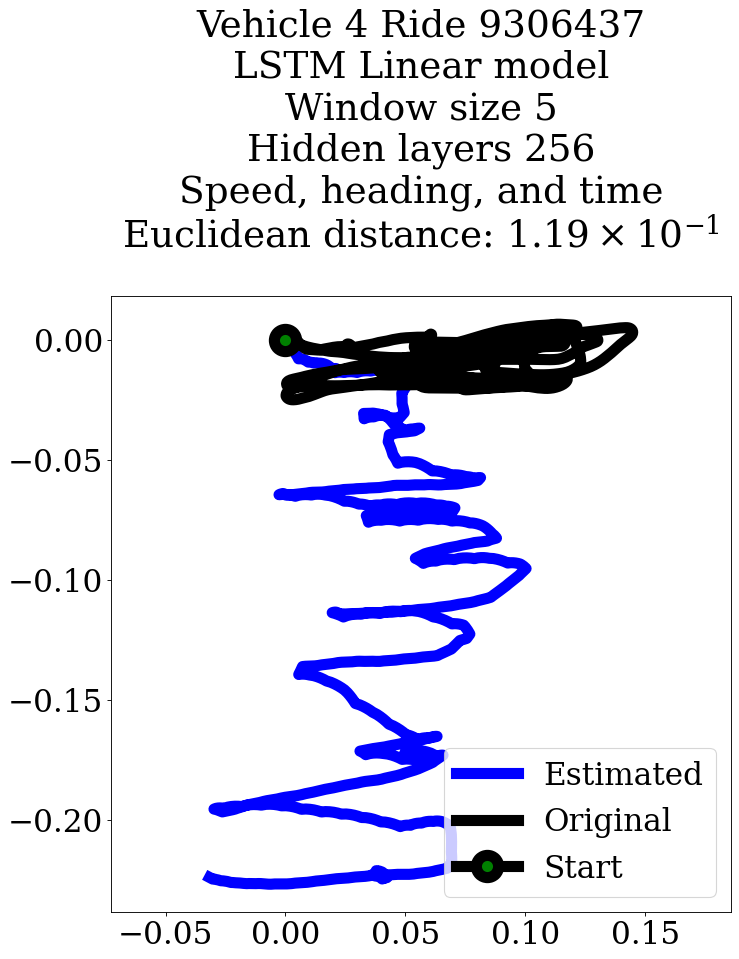 Vehicle 4 Ride 9306437
LSTM Linear model
Window size 5
Hidden layers 256
Speed, heading, and time
Euclidean distance: 1.19 × 10⁻¹
0.00
−0.05
−0.10
−0.15
−0.20
Estimated
Original
Start
−0.05 0.00 0.05 0.10 0.15